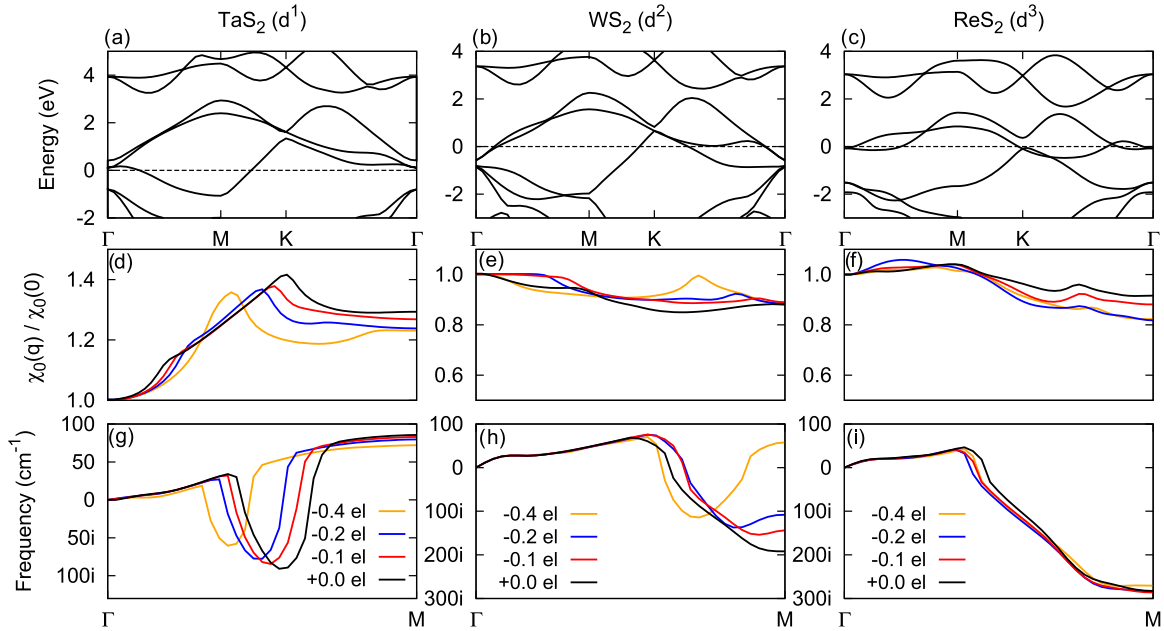 TaS2 (d1)
WS2 (d2)
ReS2 (d3)
(a)
(b)
(c)
Energy (eV)
4
2
0
-2
4
2
0
-2
4
2
0
-2
Γ M K Γ
Γ M K Γ
Γ M K Γ
(d)
(e)
(f)
χ0(q) / χ0(0)
1.4
1.2
1.0
1.0
0.8
0.6
1.0
0.8
0.6
(g)
(h)
(i)
Frequency (cm-1)
100
50
0
50i
100i
100
0
100i
200i
300i
100
0
100i
200i
300i
-0.4 el
-0.2 el
-0.1 el
+0.0 el
-0.4 el
-0.2 el
-0.1 el
+0.0 el
-0.4 el
-0.2 el
-0.1 el
+0.0 el
Γ M
Γ M
Γ M